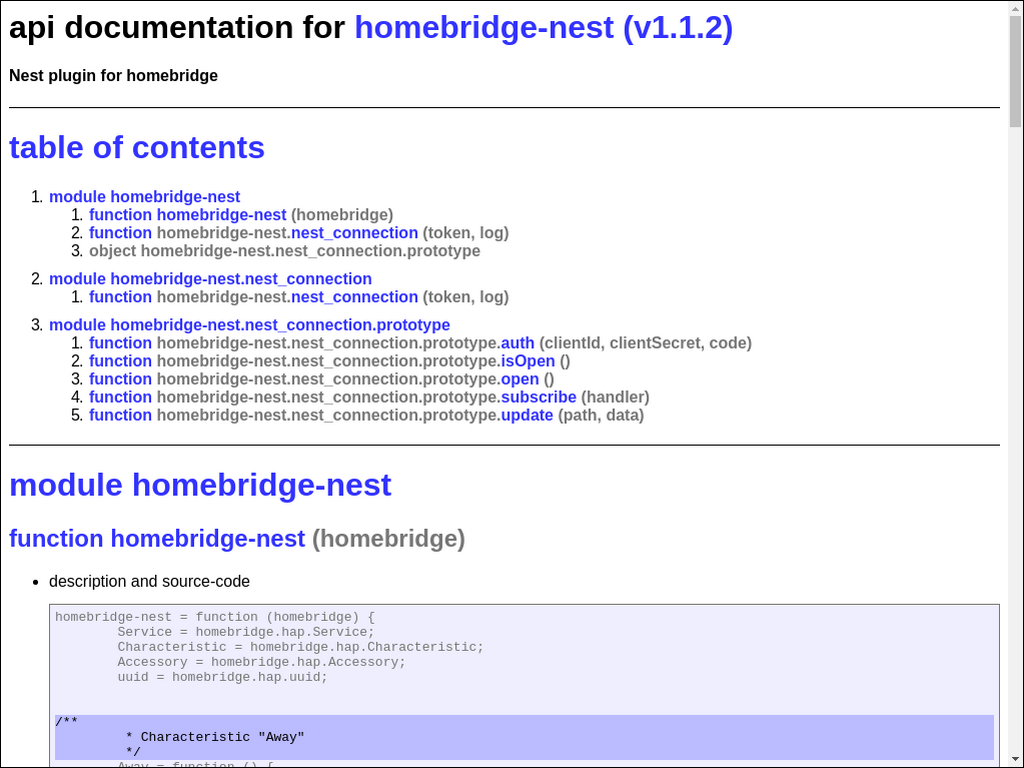 api documentation for homebridge-nest (v1.1.2)
Nest plugin for homebridge
table of contents
1. module homebridge-nest
1. function homebridge-nest (homebridge)
2. function homebridge-nest.nest_connection (token, log)
3. object homebridge-nest.nest_connection.prototype
2. module homebridge-nest.nest_connection
1. function homebridge-nest.nest_connection (token, log)
3. module homebridge-nest.nest_connection.prototype
1. function homebridge-nest.nest_connection.prototype.auth (clientId, clientSecret, code)
2. function homebridge-nest.nest_connection.prototype.isOpen ()
3. function homebridge-nest.nest_connection.prototype.open ()
4. function homebridge-nest.nest_connection.prototype.subscribe (handler)
5. function homebridge-nest.nest_connection.prototype.update (path, data)
module homebridge-nest
function homebridge-nest (homebridge)
• description and source-code
homebridge-nest = function (homebridge) {
Service = homebridge.hap.Service;
Characteristic = homebridge.hap.Characteristic;
Accessory = homebridge.hap.Accessory;
uuid = homebridge.hap.uuid;
/**
* Characteristic "Away"
*/
Away = function () {